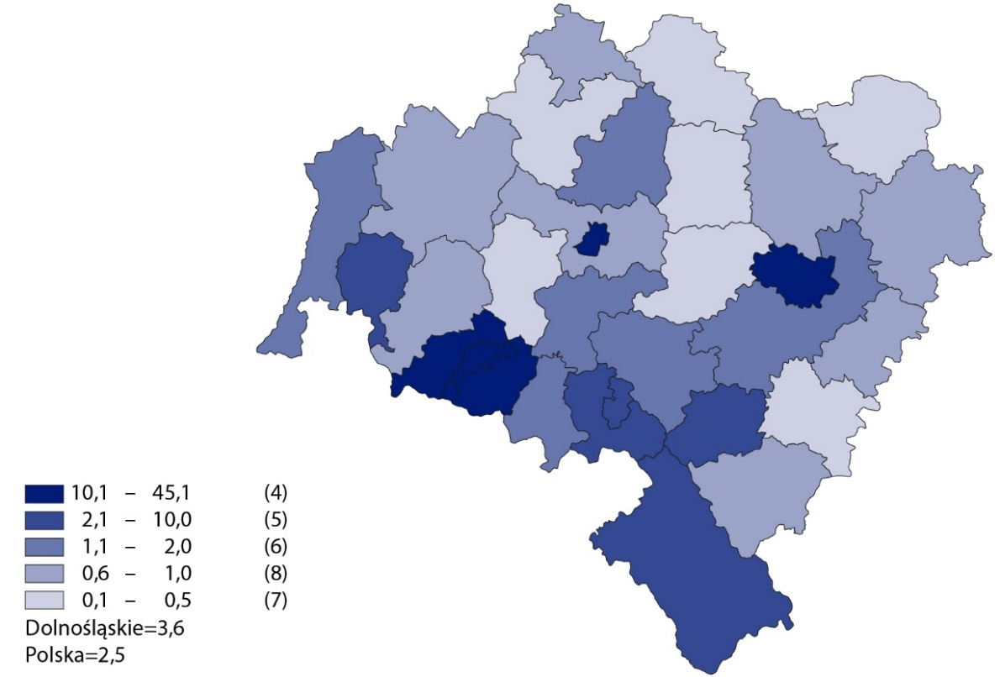 10,1 – 45,1 (4)
2,1 – 10,0 (5)
1,1 – 2,0 (6)
0,6 – 1,0 (8)
0,1 – 0,5 (7)
Dolnośląskie=3,6
Polska=2,5